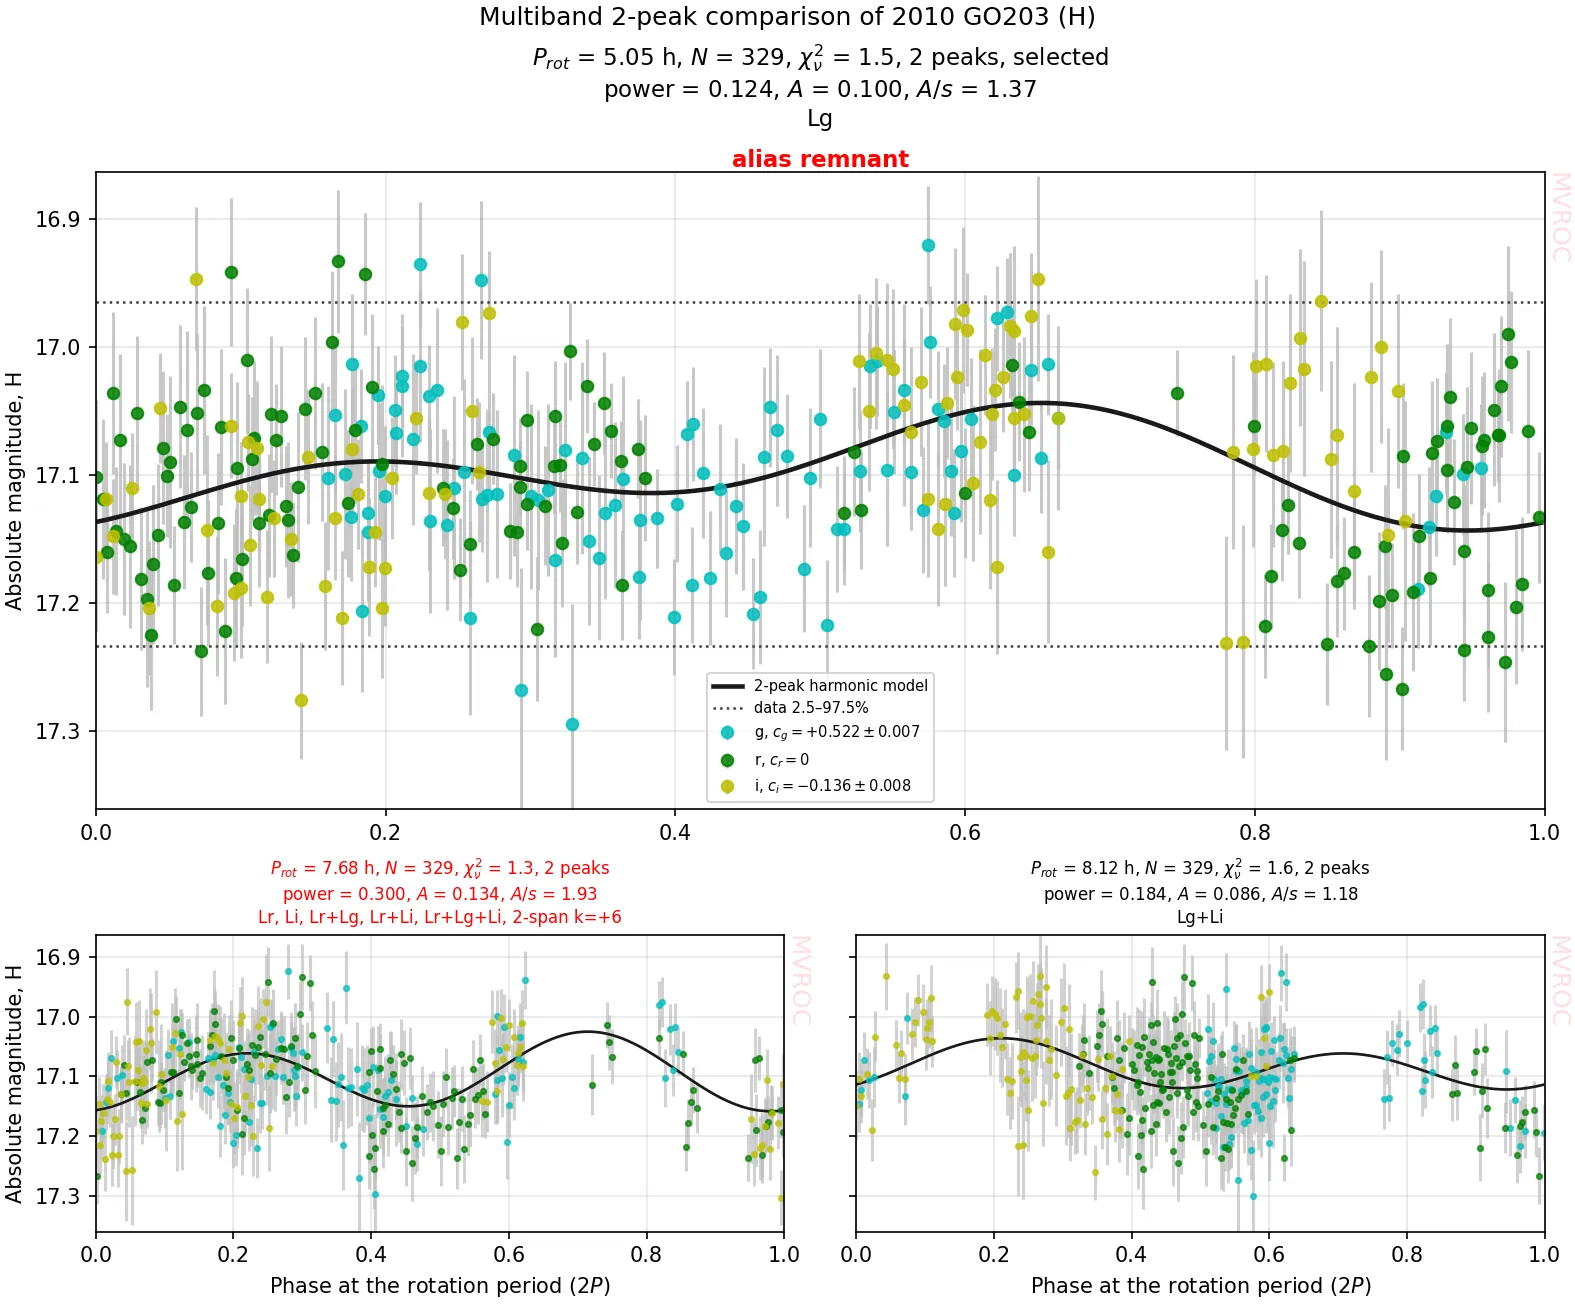 Multiband 2-peak comparison of 2010 GO203 (H)
P_rot = 5.05 h, N = 329, χ²_ν = 1.5, 2 peaks, selected
power = 0.124, A = 0.100, A/s = 1.37
Lg
alias remnant
MVROC
Absolute magnitude, H
16.9
17.0
17.1
17.2
17.3
2-peak harmonic model
data 2.5–97.5%
g, c_g = +0.522 ± 0.007
r, c_r = 0
i, c_i = −0.136 ± 0.008
0.0 0.2 0.4 0.6 0.8 1.0
P_rot = 7.68 h, N = 329, χ²_ν = 1.3, 2 peaks
power = 0.300, A = 0.134, A/s = 1.93
Lr, Li, Lr+Lg, Lr+Li, Lr+Lg+Li, 2-span k=+6
MVROC
Absolute magnitude, H
16.9
17.0
17.1
17.2
17.3
0.0 0.2 0.4 0.6 0.8 1.0
Phase at the rotation period (2P)
P_rot = 8.12 h, N = 329, χ²_ν = 1.6, 2 peaks
power = 0.184, A = 0.086, A/s = 1.18
Lg+Li
MVROC
0.0 0.2 0.4 0.6 0.8 1.0
Phase at the rotation period (2P)